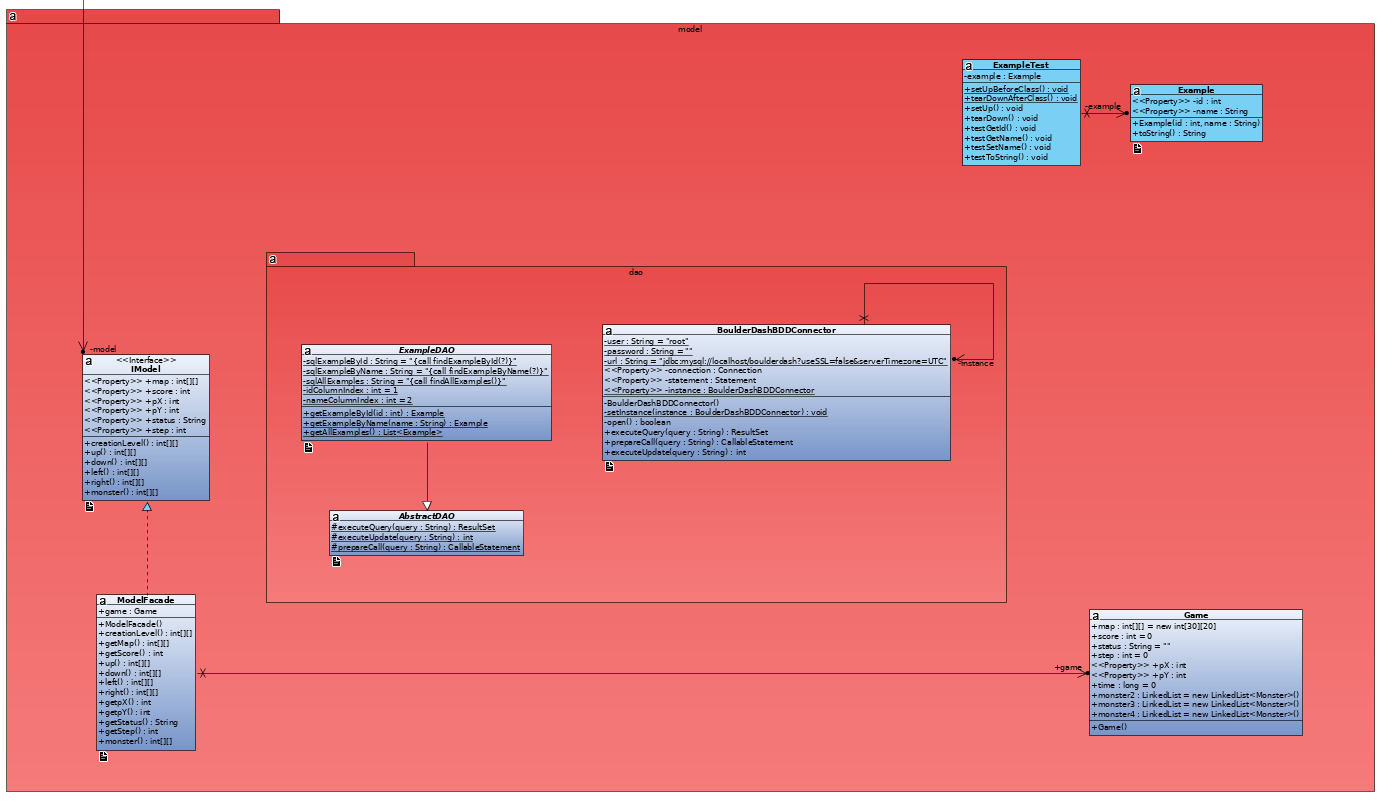 a
model
a
ExampleTest
-example : Example
+setUpBeforeClass() : void
+tearDownAfterClass() : void
+setUp() : void
+tearDown() : void
+testGetId() : void
+testGetName() : void
+testSetName() : void
+testToString() : void
-example
a
Example
<<Property>> -id : int
<<Property>> -name : String
+Example(id : int, name : String)
+toString() : String
a
dao
-model
a
<<Interface>>
IModel
<<Property>> +map : int[][]
<<Property>> +score : int
<<Property>> +pX : int
<<Property>> +pY : int
<<Property>> +status : String
<<Property>> +step : int
+creationLevel() : int[][]
+up() : int[][]
+down() : int[][]
+left() : int[][]
+right() : int[][]
+monster() : int[][]
a
ExampleDAO
-sqlExampleById : String = "{call findExampleById(?)}"
-sqlExampleByName : String = "{call findExampleByName(?)}"
-sqlAllExamples : String = "{call findAllExamples()}"
-idColumnIndex : int = 1
-nameColumnIndex : int = 2
+getExampleById(id : int) : Example
+getExampleByName(name : String) : Example
+getAllExamples() : List<Example>
a
BoulderDashBDDConnector
-user : String = "root"
-password : String = ""
-url : String = "jdbc:mysql://localhost/boulderdash?useSSL=false&serverTimezone=UTC"
<<Property>> -connection : Connection
<<Property>> -statement : Statement
<<Property>> -instance : BoulderDashBDDConnector
-BoulderDashBDDConnector()
-setInstance(instance : BoulderDashBDDConnector) : void
-open() : boolean
+executeQuery(query : String) : ResultSet
+prepareCall(query : String) : CallableStatement
+executeUpdate(query : String) : int
-instance
a
AbstractDAO
#executeQuery(query : String) : ResultSet
#executeUpdate(query : String) : int
#prepareCall(query : String) : CallableStatement
a
ModelFacade
+game : Game
+ModelFacade()
+creationLevel() : int[][]
+getMap() : int[][]
+getScore() : int
+up() : int[][]
+down() : int[][]
+left() : int[][]
+right() : int[][]
+getpX() : int
+getpY() : int
+getStatus() : String
+getStep() : int
+monster() : int[][]
+game
a
Game
+map : int[][] = new int[30][20]
+score : int = 0
+status : String = ""
+step : int = 0
<<Property>> +pX : int
<<Property>> +pY : int
+time : long = 0
+monster2 : LinkedList = new LinkedList<Monster>()
+monster3 : LinkedList = new LinkedList<Monster>()
+monster4 : LinkedList = new LinkedList<Monster>()
+Game()